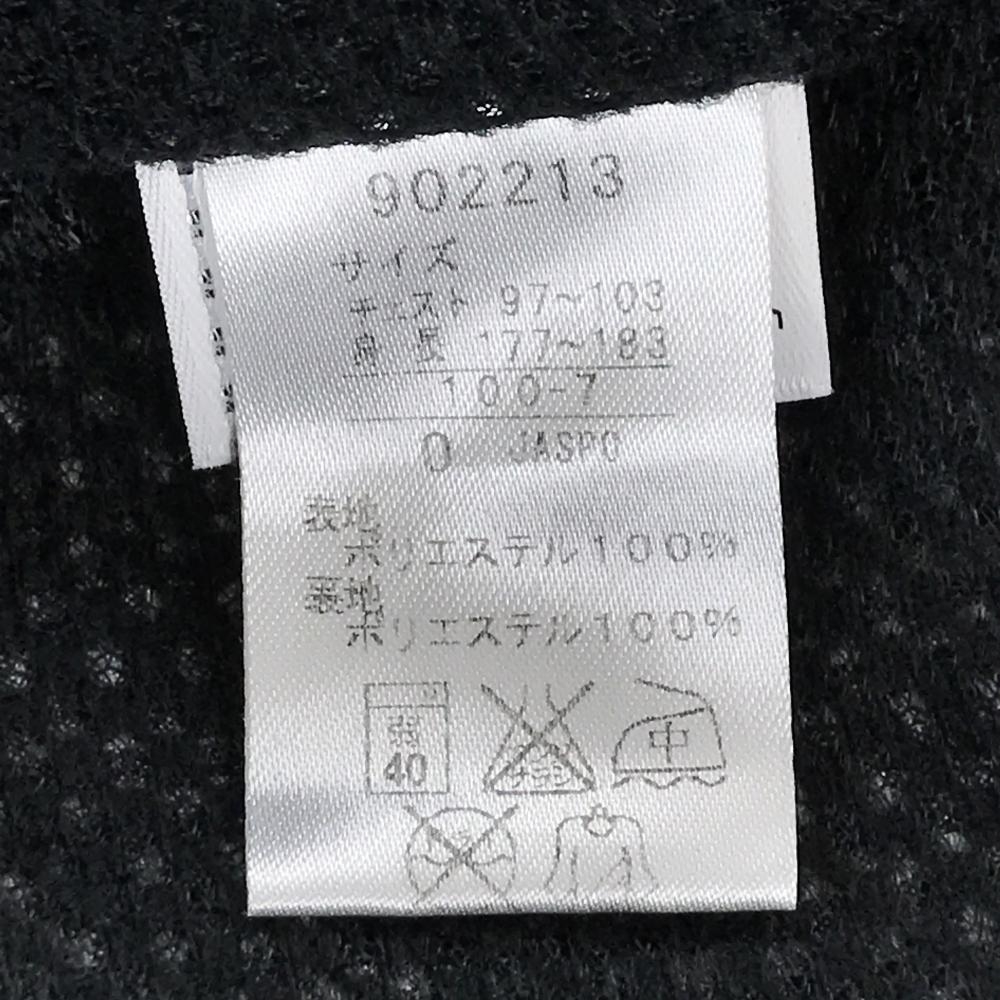 902213
サイズ
チェスト 97~103
身 長 177~183
100-7
O JASPO
表地
ポリエステル100%
裏地
ポリエステル100%
弱
40
中